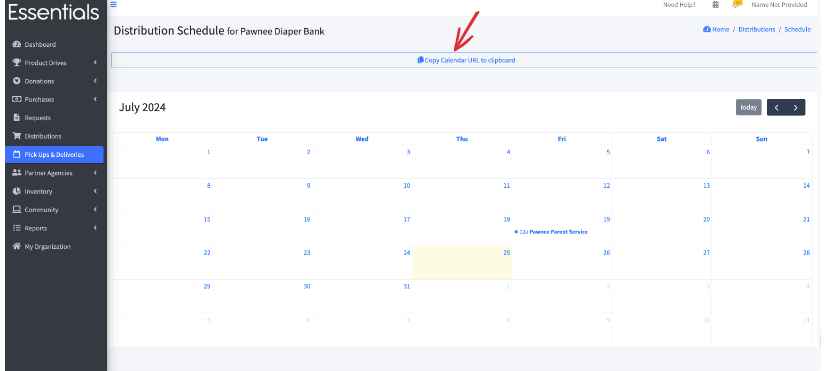 Essentials
Need Help?
Name Not Provided
Dashboard
Product Drives
Donations
Purchases
Requests
Distributions
Pick Ups & Deliveries
Partner Agencies
Inventory
Community
Reports
My Organization
Distribution Schedule for Pawnee Diaper Bank
Home / Distributions / Schedule
Copy Calendar URL to clipboard
July 2024
today
Mon Tue Wed Thu Fri Sat Sun
1 2 3 4 5 6 7
8 9 10 11 12 13 14
15 16 17 18 19 20 21
12a Pawnee Parent Service
22 23 24 25 26 27 28
29 30 31 1 2 3 4
5 6 7 8 9 10 11